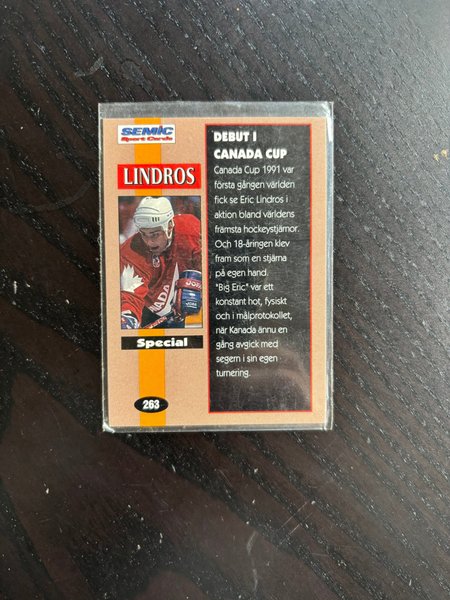 SEMIC
Sport Cards
LINDROS
Special
263
DEBUT I
CANADA CUP
Canada Cup 1991 var
första gången världen
fick se Eric Lindros i
aktion bland världens
främsta hockeystjärnor.
Och 18-åringen klev
fram som en stjärna
på egen hand.
"Big Eric" var ett
konstant hot, fysiskt
och i målprotokollet,
när Kanada ännu en
gång avgick med
segern i sin egen
turnering.